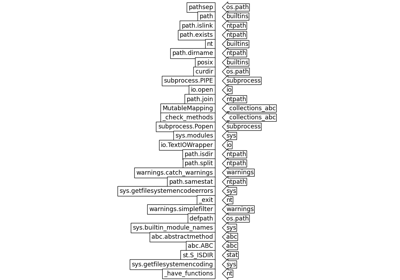 pathsep os.path
path builtins
path.islink ntpath
path.exists ntpath
nt builtins
path.dirname ntpath
posix builtins
curdir os.path
subprocess.PIPE subprocess
io.open io
path.join ntpath
MutableMapping _collections_abc
_check_methods _collections_abc
subprocess.Popen subprocess
sys.modules sys
io.TextIOWrapper io
path.isdir ntpath
path.split ntpath
warnings.catch_warnings warnings
path.samestat ntpath
sys.getfilesystemencodeerrors sys
_exit nt
warnings.simplefilter warnings
defpath os.path
sys.builtin_module_names sys
abc.abstractmethod abc
abc.ABC abc
st.S_ISDIR stat
sys.getfilesystemencoding sys
_have_functions nt